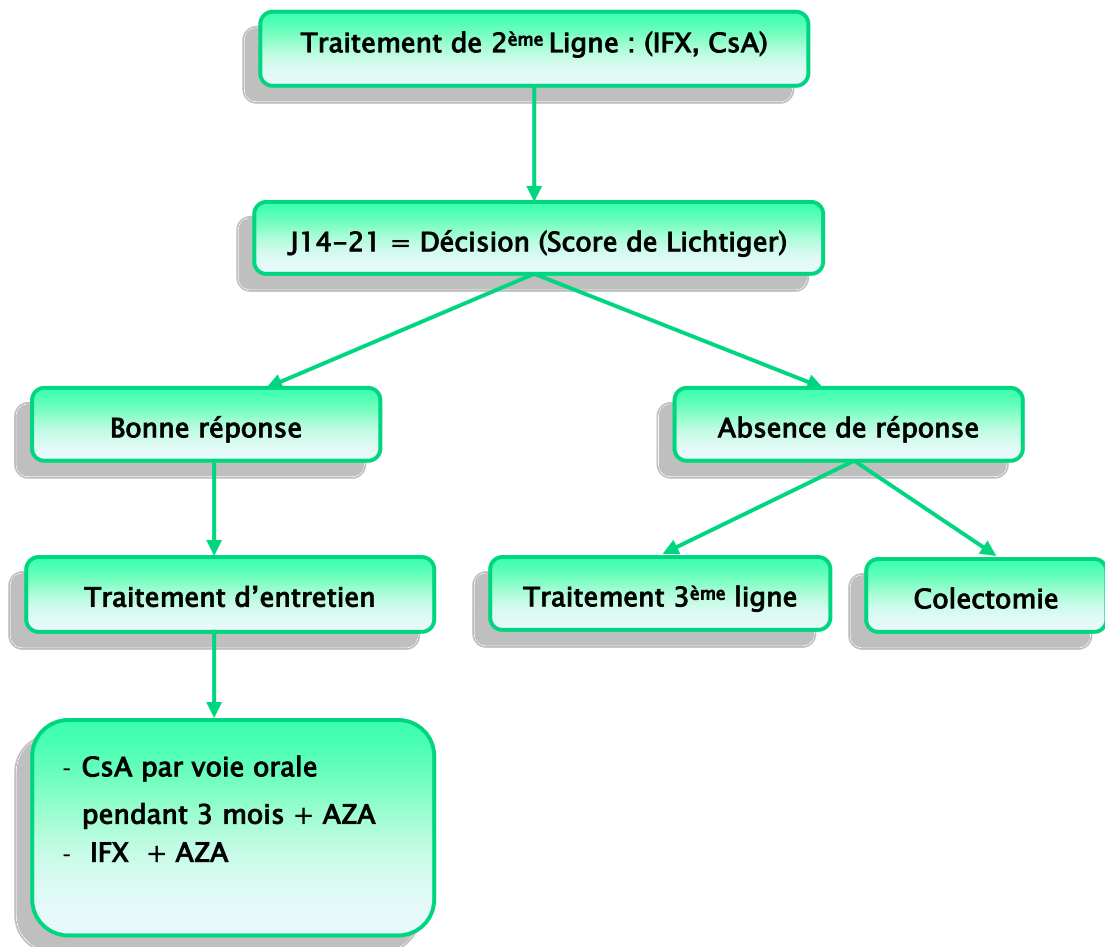 Traitement de 2ème Ligne : (IFX, CsA)
J14-21 = Décision (Score de Lichtiger)
Bonne réponse
Absence de réponse
Traitement d’entretien
Traitement 3ème ligne
Colectomie
- CsA par voie orale
pendant 3 mois + AZA
- IFX + AZA